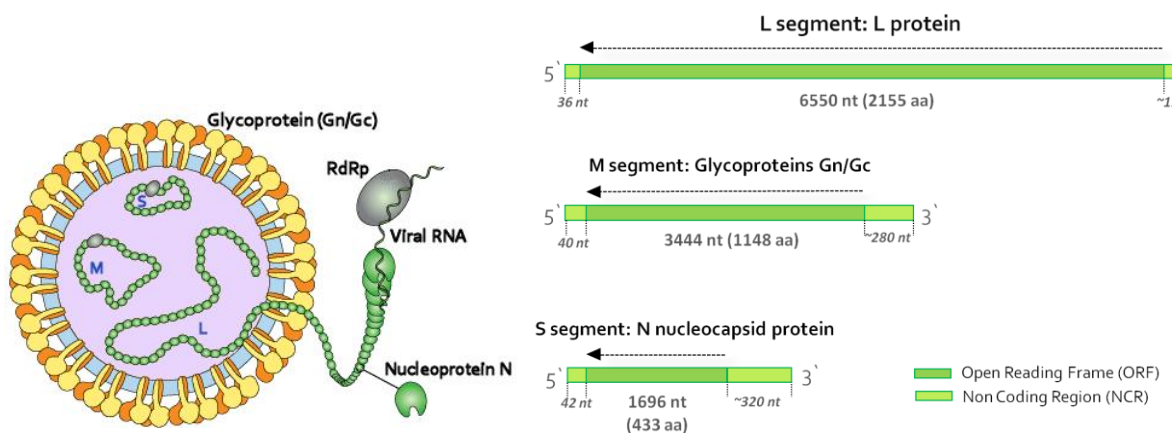 Glycoprotein (Gn/Gc)
RdRp
Viral RNA
Nucleoprotein N
S
M
L
L segment: L protein
5`
36 nt
6550 nt (2155 aa)
~1
M segment: Glycoproteins Gn/Gc
5`
3`
40 nt
3444 nt (1148 aa)
~280 nt
S segment: N nucleocapsid protein
5`
3`
42 nt
1696 nt
(433 aa)
~320 nt
Open Reading Frame (ORF)
Non Coding Region (NCR)